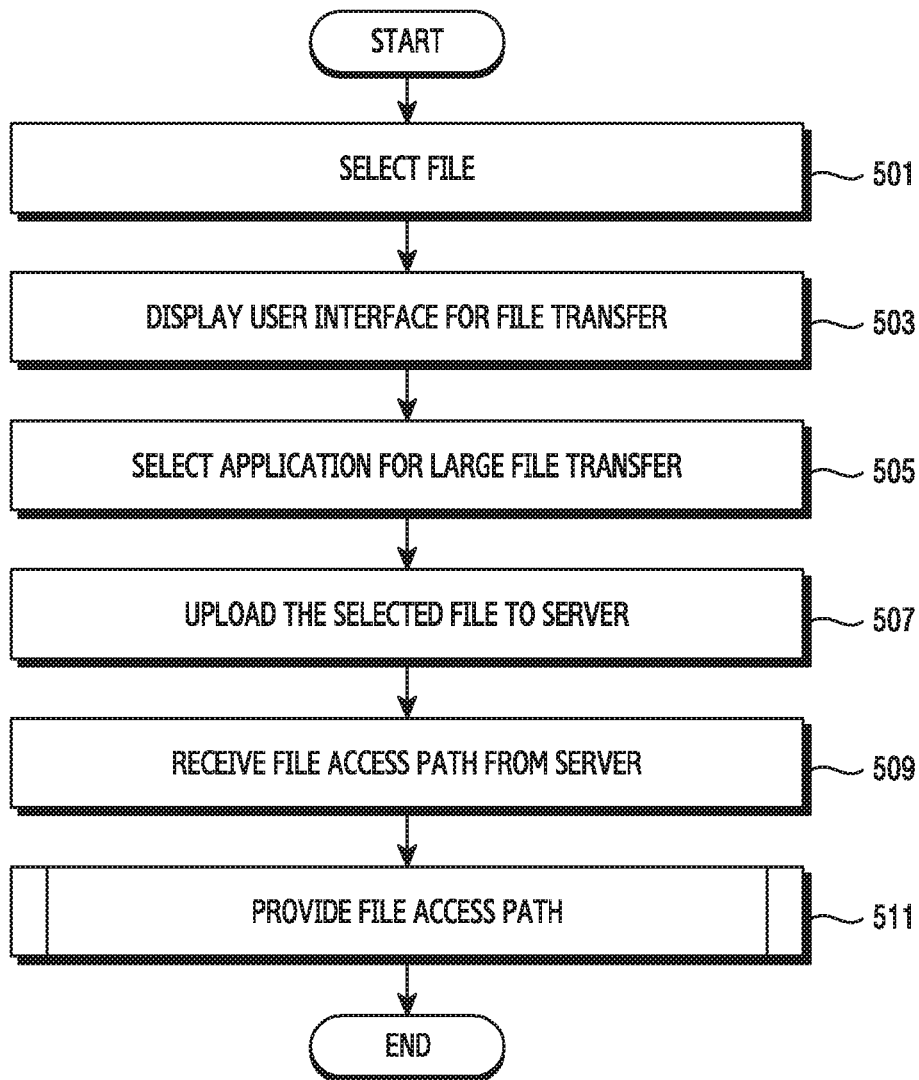 START
SELECT FILE
501
DISPLAY USER INTERFACE FOR FILE TRANSFER
503
SELECT APPLICATION FOR LARGE FILE TRANSFER
505
UPLOAD THE SELECTED FILE TO SERVER
507
RECEIVE FILE ACCESS PATH FROM SERVER
509
PROVIDE FILE ACCESS PATH
511
END